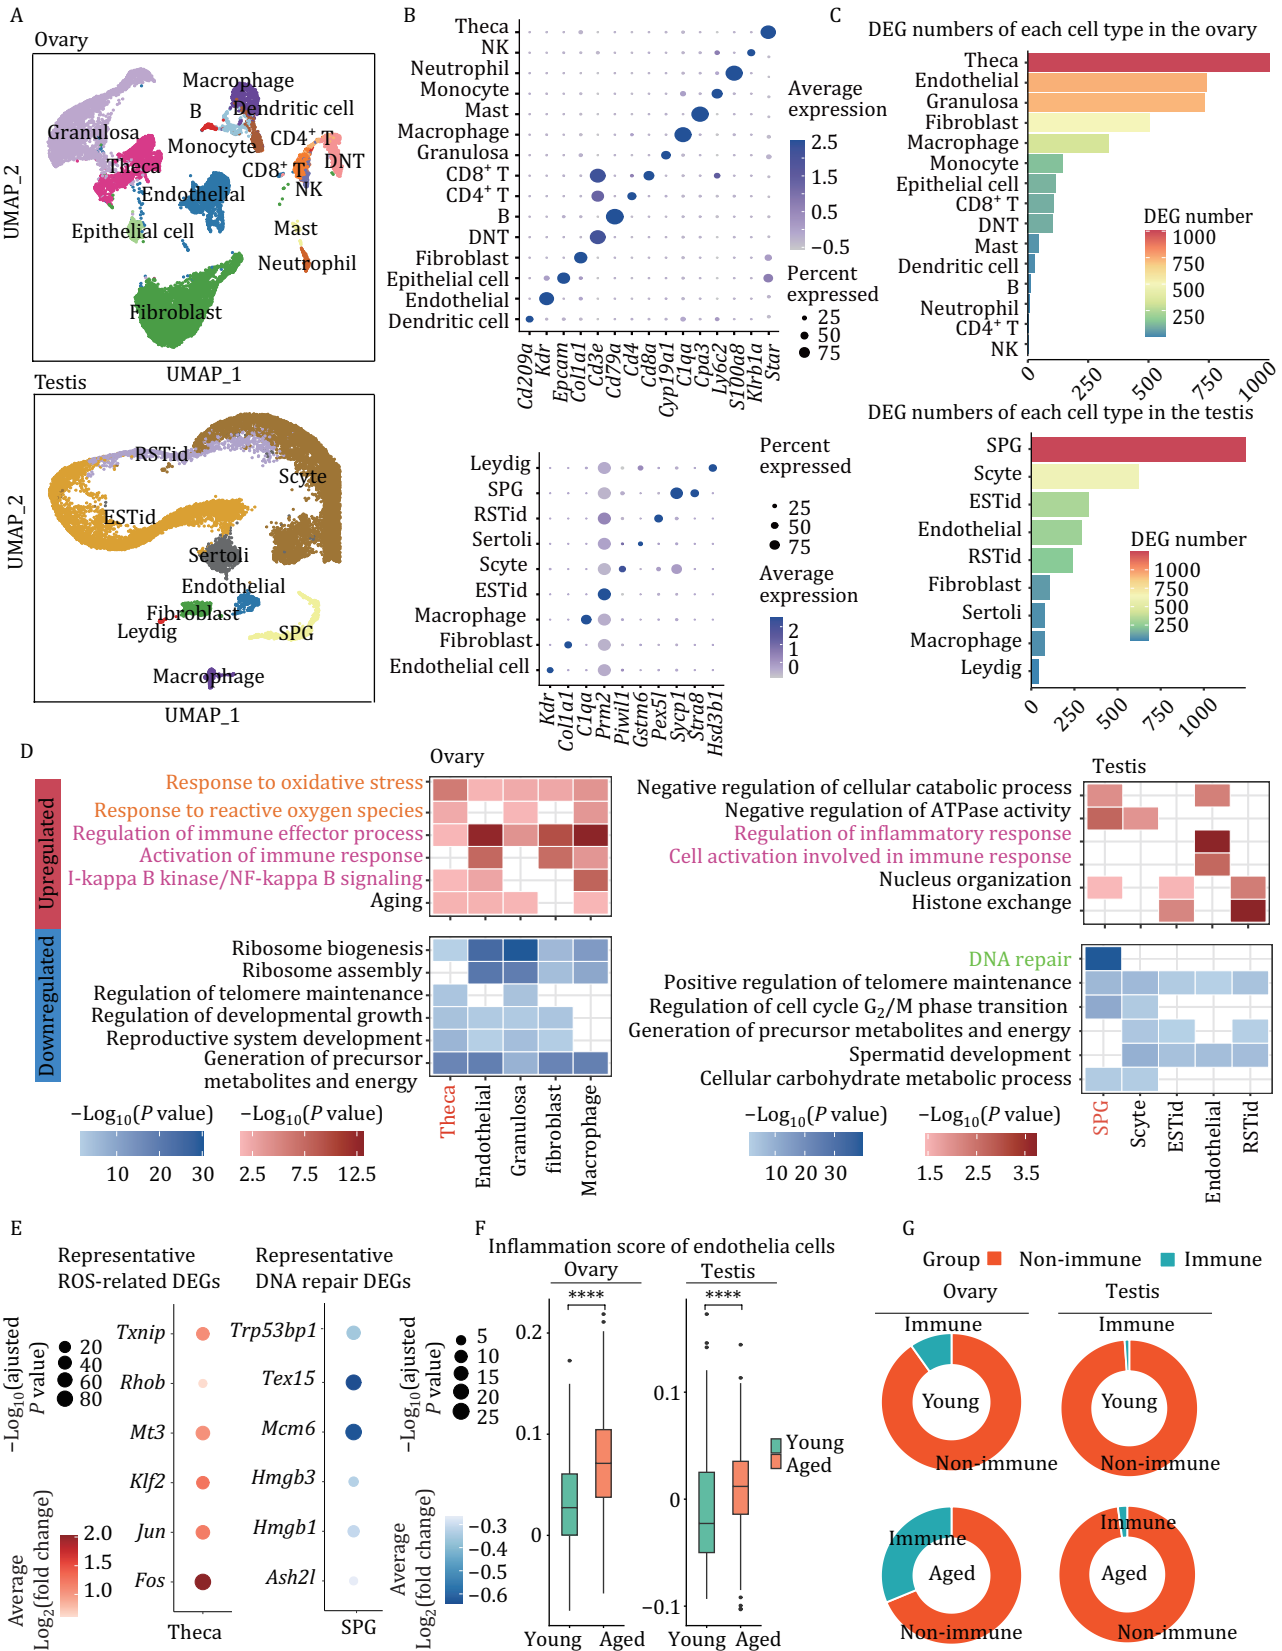 A
Ovary
Macrophage
B
Dendritic cell
Granulosa
CD4⁺ T
Monocyte
Theca
CD8⁺ T
DNT
NK
Endothelial
Epithelial cell
Mast
Neutrophil
Fibroblast
UMAP_2
UMAP_1
Testis
RSTid
Scyte
ESTid
Sertoli
Endothelial
Fibroblast
Leydig
SPG
Macrophage
UMAP_2
UMAP_1
B
Theca
NK
Neutrophil
Monocyte
Mast
Macrophage
Granulosa
CD8⁺ T
CD4⁺ T
B
DNT
Fibroblast
Epithelial cell
Endothelial
Dendritic cell
Cd209a
Kdr
Epcam
Col1a1
Cd3e
Cd79a
Cd4
Cd8a
Cyp19a1
C1qa
Cpa3
Ly6c2
S100a8
Klrb1a
Star
Average
expression
2.5
1.5
0.5
−0.5
Percent
expressed
25
50
75
Leydig
SPG
RSTid
Sertoli
Scyte
ESTid
Macrophage
Fibroblast
Endothelial cell
Kdr
Col1a1
C1qa
Prm2
Piwil1
Gstm6
Pex5l
Sycp1
Stra8
Hsd3b1
Percent
expressed
25
50
75
Average
expression
2
1
0
C
DEG numbers of each cell type in the ovary
Theca
Endothelial
Granulosa
Fibroblast
Macrophage
Monocyte
Epithelial cell
CD8⁺ T
DNT
Mast
Dendritic cell
B
Neutrophil
CD4⁺ T
NK
DEG number
1000
750
500
250
0
250
500
750
1000
DEG numbers of each cell type in the testis
SPG
Scyte
ESTid
Endothelial
RSTid
Fibroblast
Sertoli
Macrophage
Leydig
DEG number
1000
750
500
250
0
250
500
750
1000
D
Ovary
Upregulated
Response to oxidative stress
Response to reactive oxygen species
Regulation of immune effector process
Activation of immune response
I-kappa B kinase/NF-kappa B signaling
Aging
Downregulated
Ribosome biogenesis
Ribosome assembly
Regulation of telomere maintenance
Regulation of developmental growth
Reproductive system development
Generation of precursor
metabolites and energy
Theca
Endothelial
Granulosa
fibroblast
Macrophage
−Log₁₀(P value)
10 20 30
−Log₁₀(P value)
2.5 7.5 12.5
Testis
Negative regulation of cellular catabolic process
Negative regulation of ATPase activity
Regulation of inflammatory response
Cell activation involved in immune response
Nucleus organization
Histone exchange
DNA repair
Positive regulation of telomere maintenance
Regulation of cell cycle G₂/M phase transition
Generation of precursor metabolites and energy
Spermatid development
Cellular carbohydrate metabolic process
SPG
Scyte
ESTid
Endothelial
RSTid
−Log₁₀(P value)
10 20 30
−Log₁₀(P value)
1.5 2.5 3.5
E
Representative
ROS-related DEGs
−Log₁₀(ajusted
P value)
20
40
60
80
Average
Log₂(fold change)
2.0
1.5
1.0
Txnip
Rhob
Mt3
Klf2
Jun
Fos
Theca
Representative
DNA repair DEGs
Trp53bp1
Tex15
Mcm6
Hmgb3
Hmgb1
Ash2l
SPG
−Log₁₀(ajusted
P value)
5
10
15
20
25
Average
Log₂(fold change)
−0.3
−0.4
−0.5
−0.6
F
Inflammation score of endothelia cells
Ovary
****
0.2
0.1
0
Young Aged
Testis
****
0.1
0
−0.1
Young Aged
Young
Aged
G
Group Non-immune Immune
Ovary
Testis
Immune
Young
Non-immune
Immune
Young
Non-immune
Immune
Aged
Non-immune
Immune
Aged
Non-immune